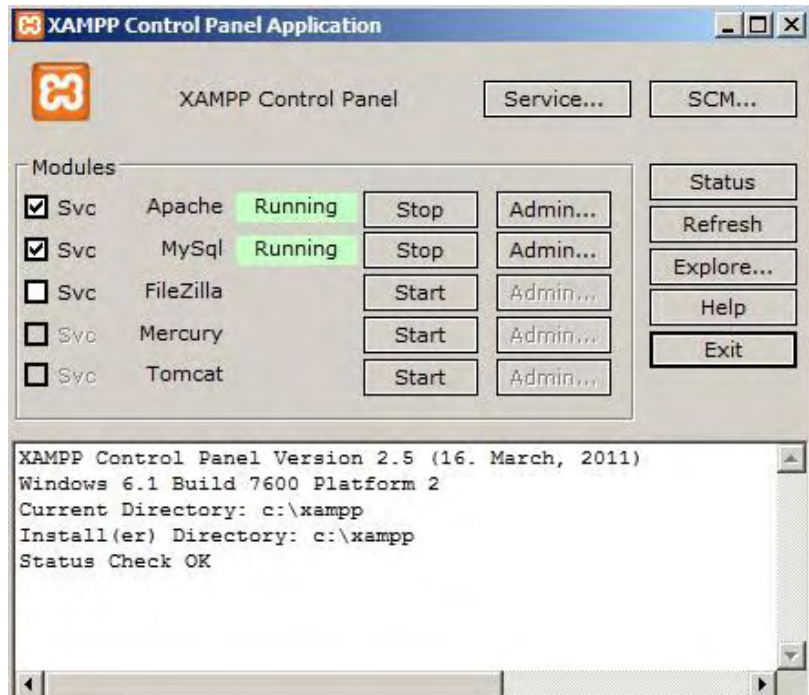 XAMPP Control Panel Application
XAMPP Control Panel Service... SCM...
Modules
Svc Apache Running Stop Admin...
Svc MySql Running Stop Admin...
Svc FileZilla Start Admin...
Svc Mercury Start Admin...
Svc Tomcat Start Admin...
Status
Refresh
Explore...
Help
Exit
XAMPP Control Panel Version 2.5 (16. March, 2011)
Windows 6.1 Build 7600 Platform 2
Current Directory: c:\xampp
Install(er) Directory: c:\xampp
Status Check OK